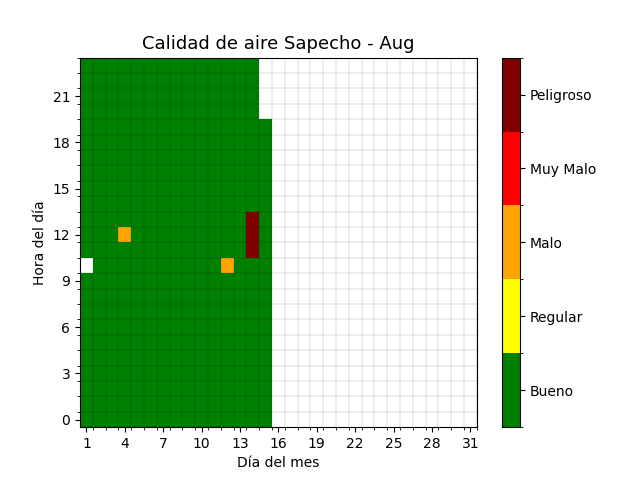 Calidad de aire Sapecho - Aug
Hora del día
21
18
15
12
9
6
3
0
1 4 7 10 13 16 19 22 25 28 31
Día del mes
Peligroso
Muy Malo
Malo
Regular
Bueno